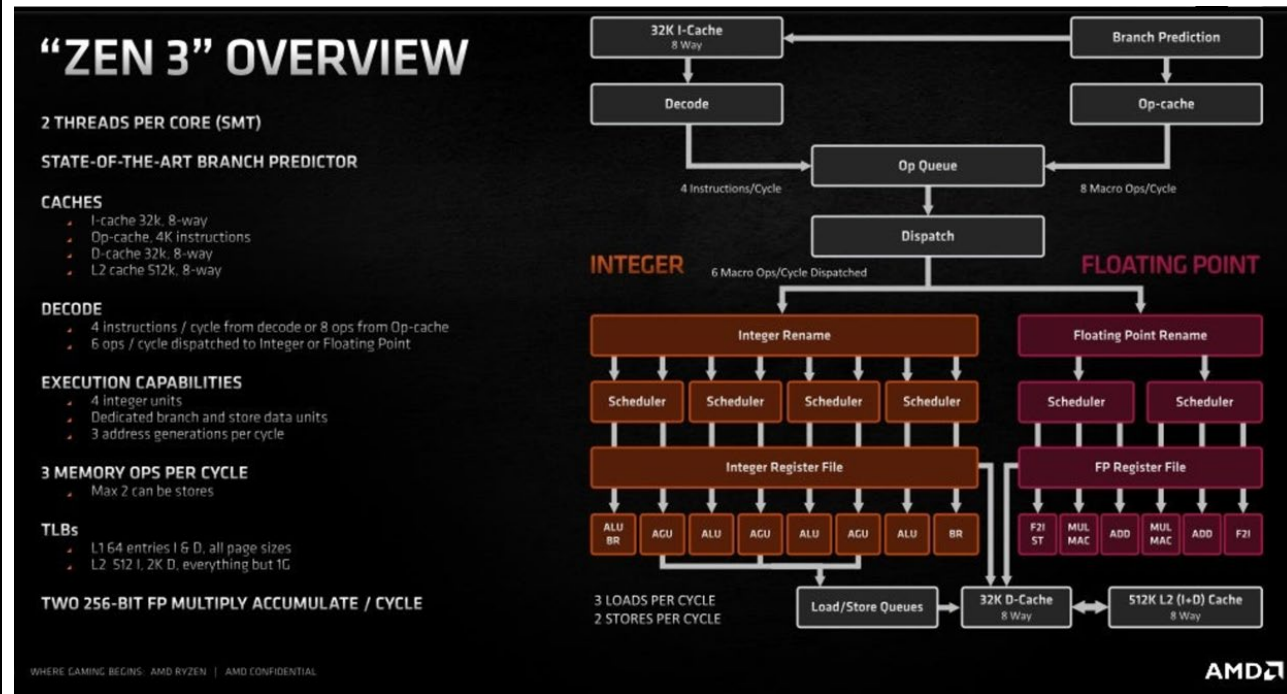 "ZEN 3" OVERVIEW
2 THREADS PER CORE (SMT)
STATE-OF-THE-ART BRANCH PREDICTOR
CACHES
I-cache 32k, 8-way
Op-cache, 4K instructions
D-cache 32k, 8-way
L2 cache 512k, 8-way
DECODE
4 instructions / cycle from decode or 8 ops from Op-cache
6 ops / cycle dispatched to Integer or Floating Point
EXECUTION CAPABILITIES
4 integer units
Dedicated branch and store data units
3 address generations per cycle
3 MEMORY OPS PER CYCLE
Max 2 can be stores
TLBs
L1 64 entries I & D, all page sizes
L2 512 I, 2K D, everything but 1G
TWO 256-BIT FP MULTIPLY ACCUMULATE / CYCLE
32K I-Cache
8 Way
Branch Prediction
Decode
Op-cache
Op Queue
4 Instructions/Cycle
8 Macro Ops/Cycle
Dispatch
INTEGER
6 Macro Ops/Cycle Dispatched
FLOATING POINT
Integer Rename
Floating Point Rename
Scheduler
Scheduler
Scheduler
Scheduler
Scheduler
Scheduler
Integer Register File
FP Register File
ALU
BR
AGU
ALU
AGU
ALU
AGU
ALU
BR
F2I
ST
MUL
MAC
ADD
MUL
MAC
ADD
F2I
3 LOADS PER CYCLE
2 STORES PER CYCLE
Load/Store Queues
32K D-Cache
8 Way
512K L2 (I+D) Cache
8 Way
WHERE GAMING BEGINS: AMD RYZEN | AMD CONFIDENTIAL
AMD